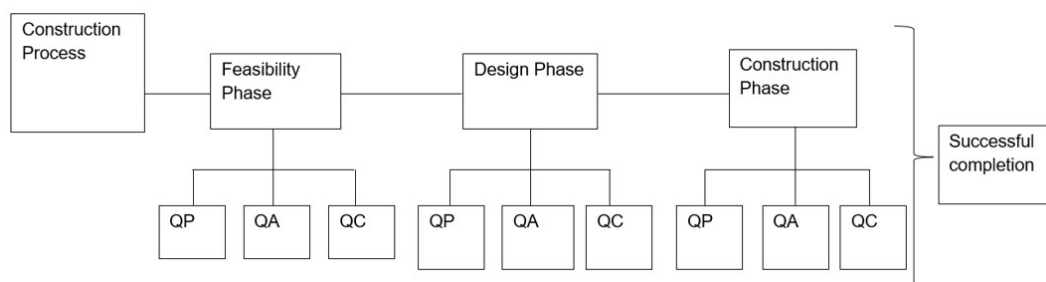 Construction
Process
Feasibility
Phase
Design Phase
Construction
Phase
Successful
completion
QP
QA
QC
QP
QA
QC
QP
QA
QC